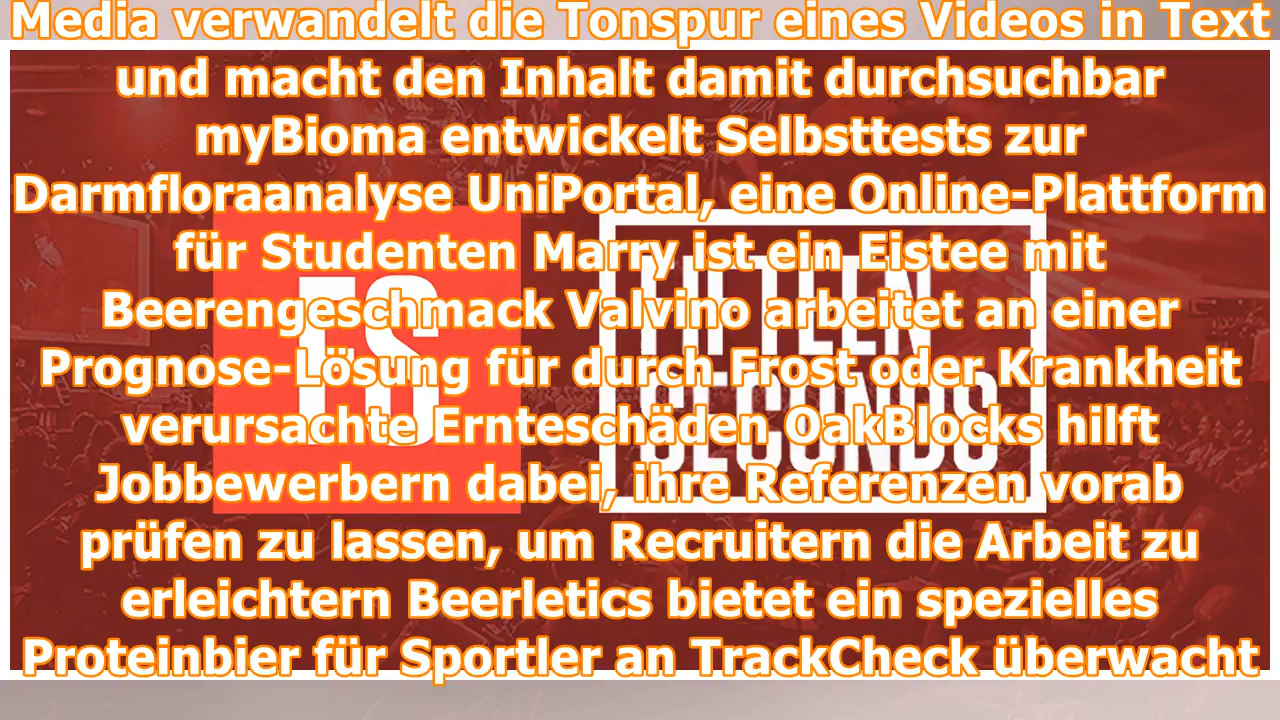 Media verwandelt die Tonspur eines Videos in Text
und macht den Inhalt damit durchsuchbar
myBioma entwickelt Selbsttests zur
Darmfloraanalyse UniPortal, eine Online-Plattform
für Studenten Marry ist ein Eistee mit
Beerengeschmack Valvino arbeitet an einer
Prognose-Lösung für durch Frost oder Krankheit
verursachte Ernteschäden OakBlocks hilft
Jobbewerbern dabei, ihre Referenzen vorab
prüfen zu lassen, um Recruitern die Arbeit zu
erleichtern Beerletics bietet ein spezielles
Proteinbier für Sportler an TrackCheck überwacht
FS
FIFTEEN
SECONDS